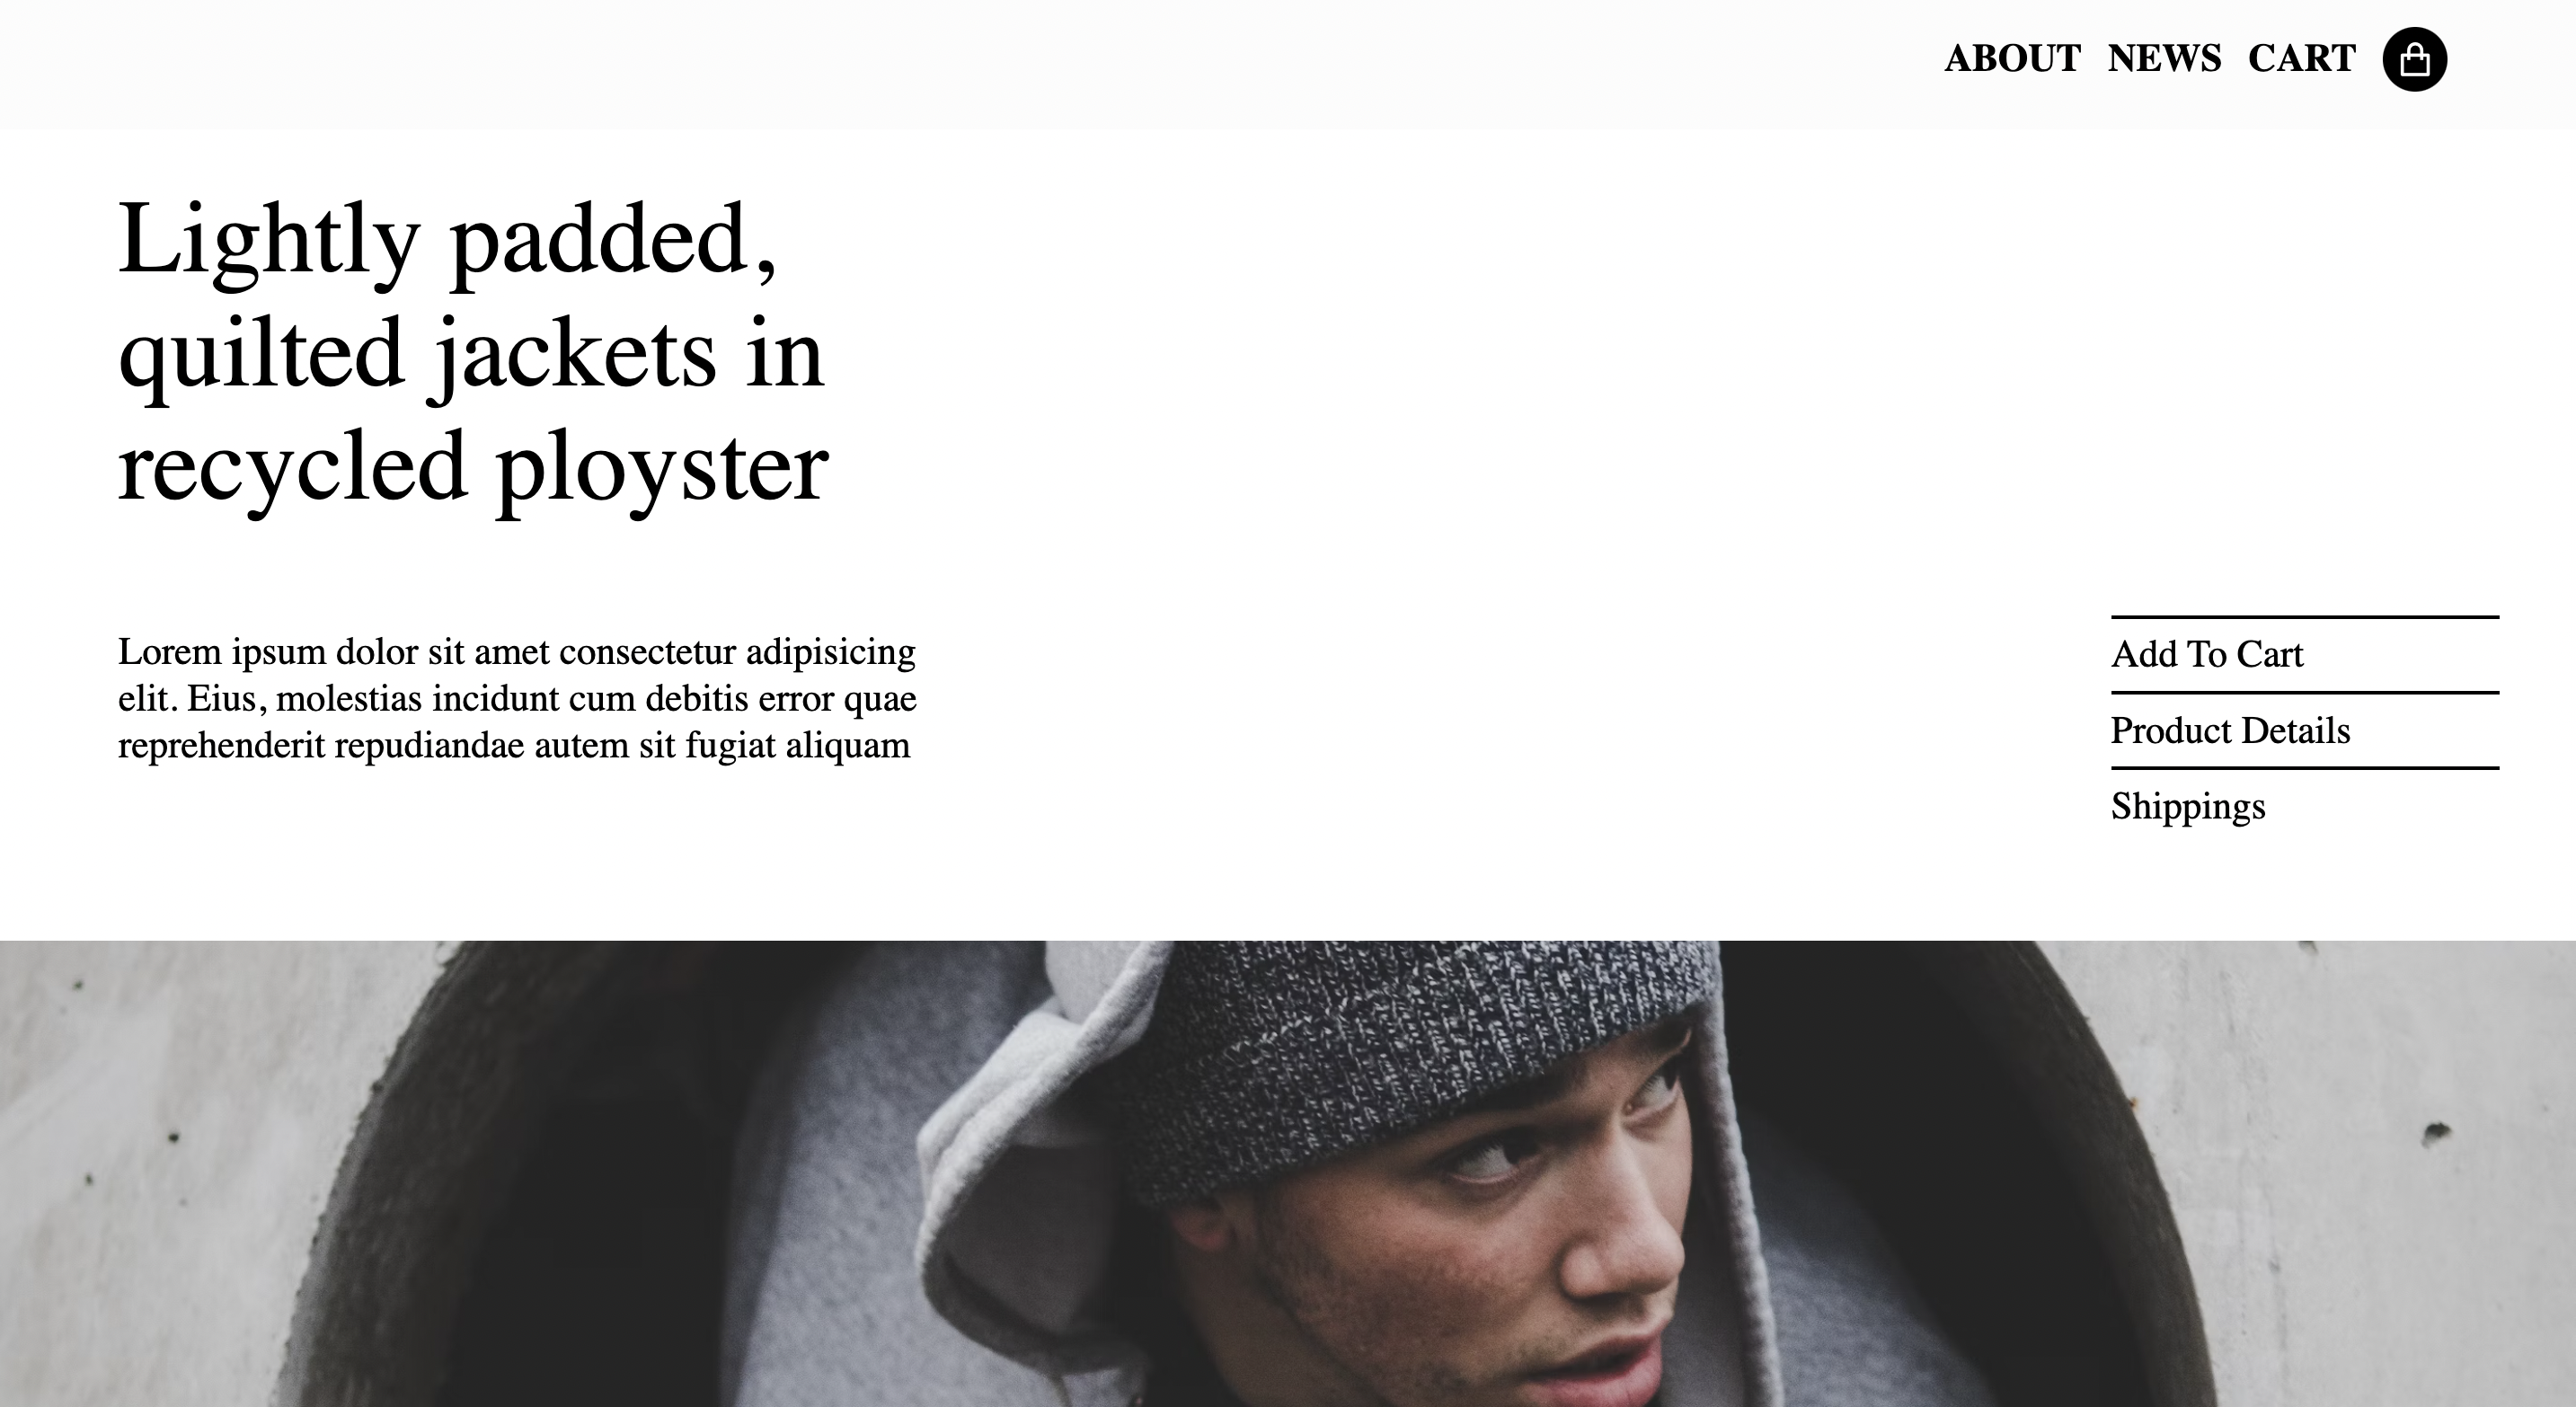 ABOUT NEWS CART
Lightly padded,
quilted jackets in
recycled ployster
Lorem ipsum dolor sit amet consectetur adipisicing
elit. Eius, molestias incidunt cum debitis error quae
reprehenderit repudiandae autem sit fugiat aliquam
Add To Cart
Product Details
Shippings